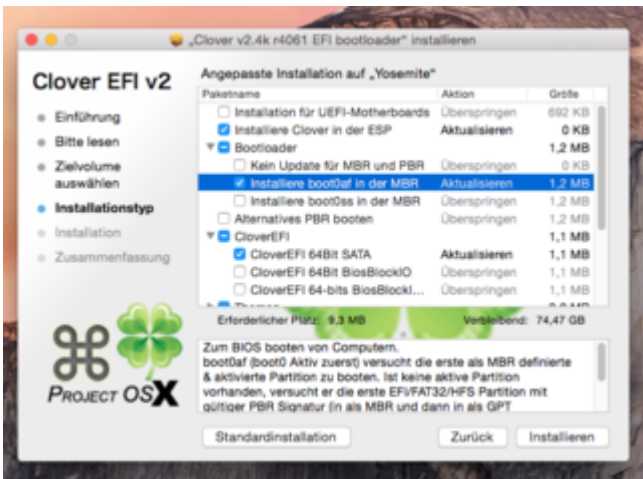 „Clover v2.4k r4061 EFI bootloader“ installieren
Clover EFI v2
Angepasste Installation auf „Yosemite“
Paketname Aktion Größe
Installation für UEFI-Motherboards Überspringen 692 KB
Installiere Clover in der ESP Aktualisieren 0 KB
Bootloader 1,2 MB
Kein Update für MBR und PBR Überspringen 0 KB
Installiere boot0af in der MBR Aktualisieren 1,2 MB
Installiere boot0ss in der MBR Überspringen 1,2 MB
Alternatives PBR booten Überspringen 1,2 MB
CloverEFI 1,1 MB
CloverEFI 64Bit SATA Aktualisieren 1,1 MB
CloverEFI 64Bit BiosBlockIO Überspringen 1,1 MB
CloverEFI 64-bits BiosBlockI... Überspringen 1,1 MB
Einführung
Bitte lesen
Zielvolume
auswählen
Installationstyp
Installation
Zusammenfassung
Erforderlicher Platz: 9,3 MB Verbleibend: 74,47 GB
Zum BIOS booten von Computern.
boot0af (boot0 Aktiv zuerst) versucht die erste als MBR definierte
& aktivierte Partition zu booten. Ist keine aktive Partition
vorhanden, versucht er die erste EFI/FAT32/HFS Partition mit
gültiger PBR Signatur (in als MBR und dann in als GPT
PROJECT OSX
Standardinstallation Zurück Installieren